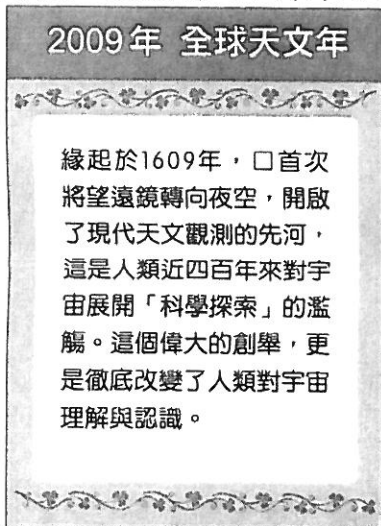 2009年 全球天文年
緣起於1609年，□首次
將望遠鏡轉向夜空，開啟
了現代天文觀測的先河，
這是人類近四百年來對宇
宙展開「科學探索」的濫
觴。這個偉大的創舉，更
是徹底改變了人類對宇宙
理解與認識。